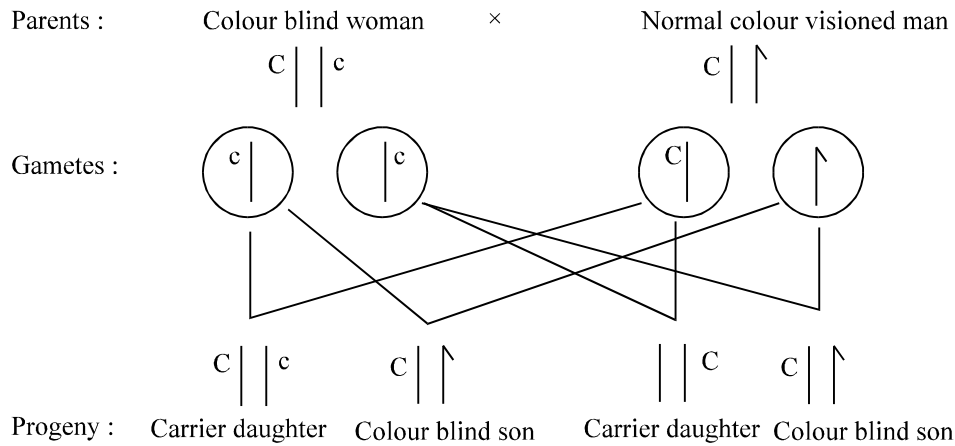 Parents : Colour blind woman × Normal colour visioned man
C c C
Gametes : c c C
C c C C C
Progeny : Carrier daughter Colour blind son Carrier daughter Colour blind son